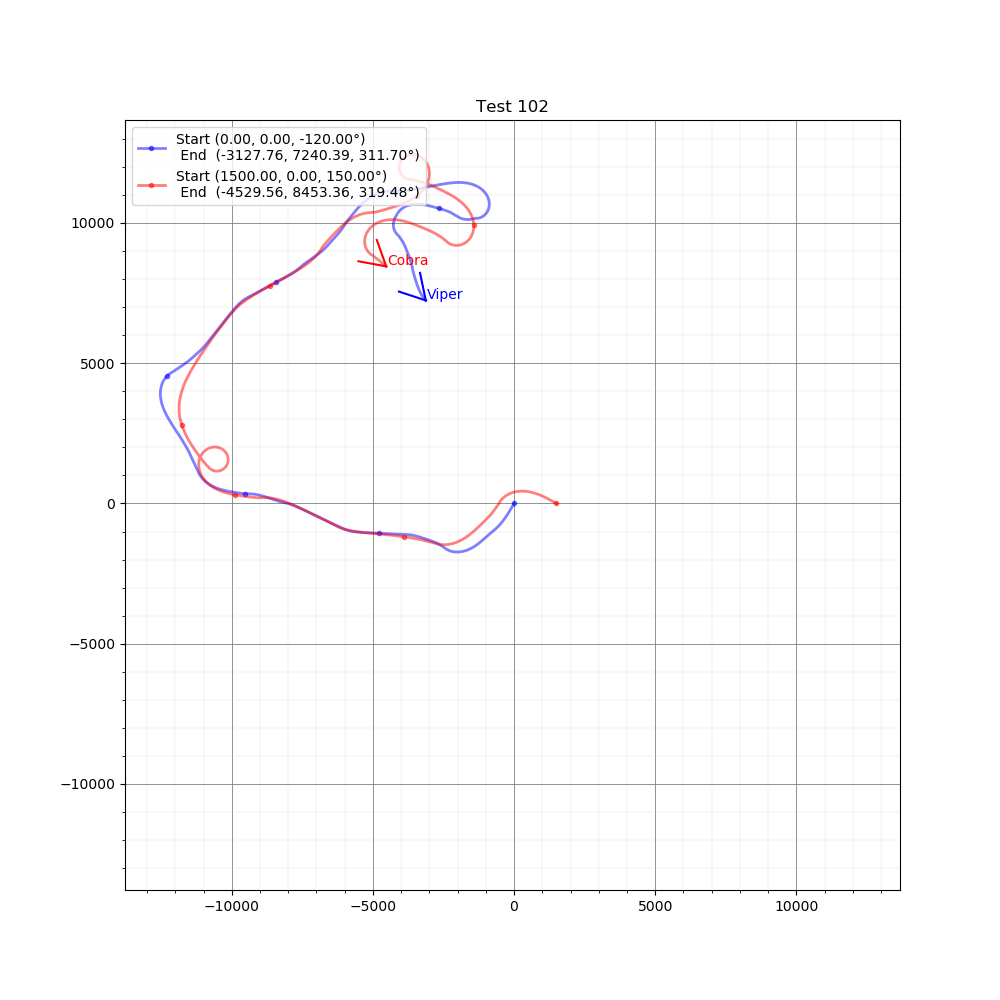 Test 102
Start (0.00, 0.00, -120.00°)
End (-3127.76, 7240.39, 311.70°)
Start (1500.00, 0.00, 150.00°)
End (-4529.56, 8453.36, 319.48°)
10000
5000
0
−5000
−10000
Cobra
Viper
−10000 −5000 0 5000 10000